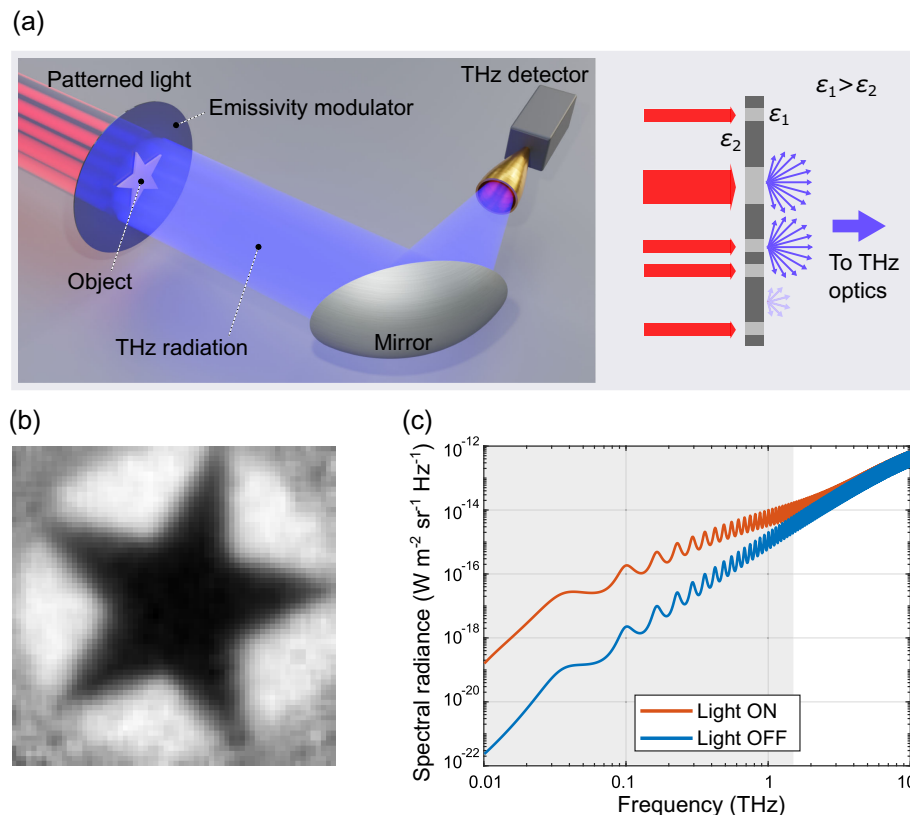 (a)
Patterned light
Emissivity modulator
THz detector
Object
THz radiation
Mirror
ε₁>ε₂
ε₁
ε₂
To THz
optics
(b)
(c)
Spectral radiance (W m⁻² sr⁻¹ Hz⁻¹)
10⁻¹²
10⁻¹⁴
10⁻¹⁶
10⁻¹⁸
10⁻²⁰
10⁻²²
Light ON
Light OFF
0.01
0.1
1
10
Frequency (THz)